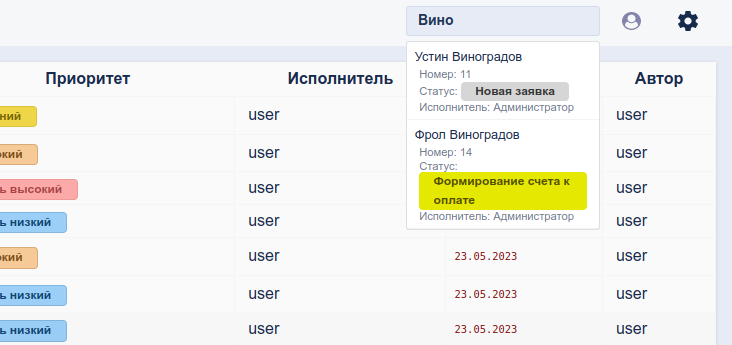 Вино
Приоритет
Исполнитель
Автор
Устин Виноградов
Номер: 11
Статус: Новая заявка
Исполнитель: Администратор
Фрол Виноградов
Номер: 14
Статус:
Формирование счета к
оплате
Исполнитель: Администратор
ний user user
окий user user
ь высокий user user
ь низкий user user
окий user 23.05.2023 user
ь низкий user 23.05.2023 user
ь низкий user 23.05.2023 user